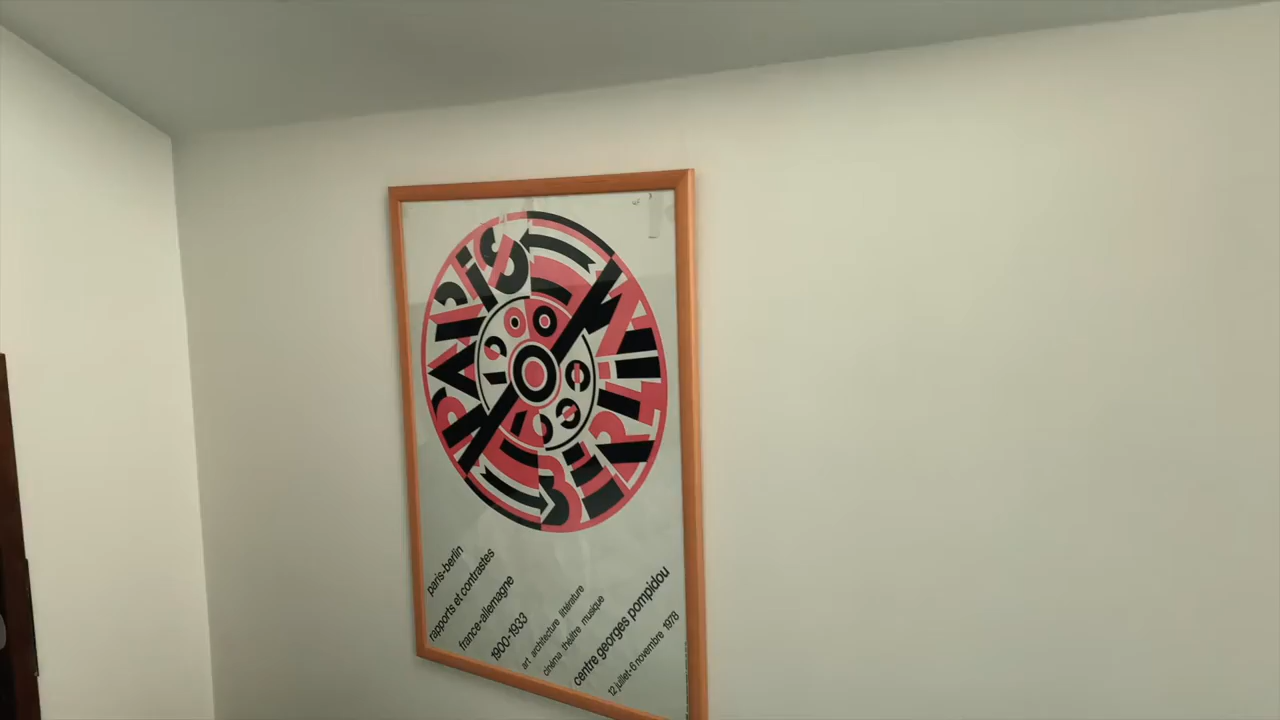 PARiS
BERLIN
paris-berlin
rapports et contrastes
france-allemagne
1900-1933
art architecture littérature
cinéma théâtre musique
centre georges pompidou
12 juillet-6 novembre 1978